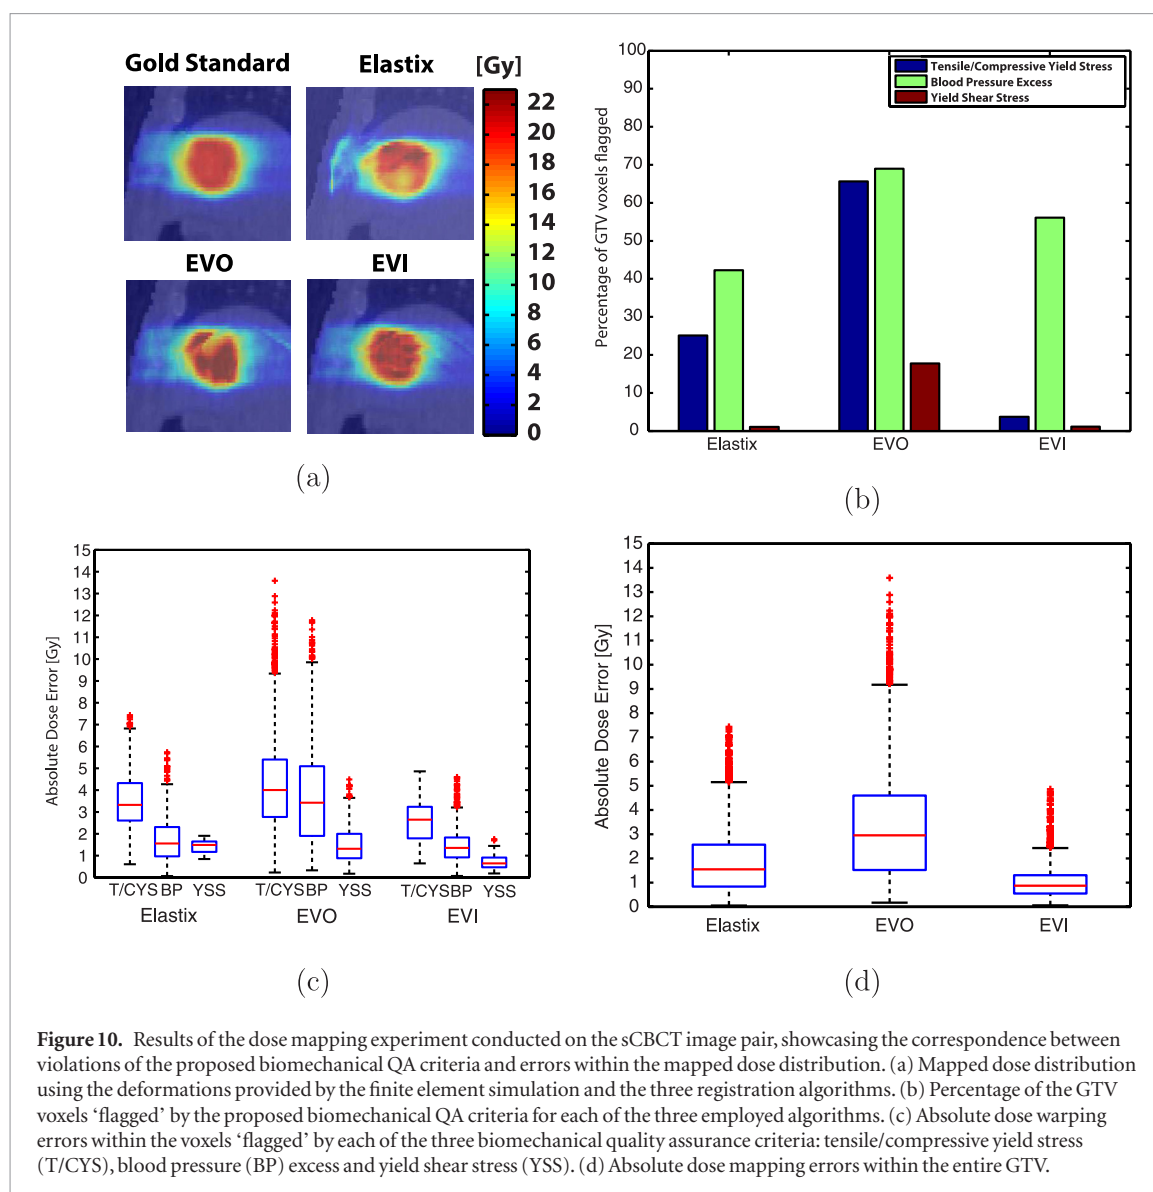 Gold Standard
Elastix
[Gy]
EVO
EVI
22
20
18
16
14
12
10
8
6
4
2
0
(a)
100
90
80
70
60
50
40
30
20
10
0
Percentage of GTV voxels flagged
Tensile/Compressive Yield Stress
Blood Pressure Excess
Yield Shear Stress
Elastix
EVO
EVI
(b)
15
14
13
12
11
10
9
8
7
6
5
4
3
2
1
0
Absolute Dose Error [Gy]
T/CYS BP YSS
T/CYS BP YSS
T/CYS BP YSS
Elastix
EVO
EVI
(c)
15
14
13
12
11
10
9
8
7
6
5
4
3
2
1
0
Absolute Dose Error [Gy]
Elastix
EVO
EVI
(d)
Figure 10. Results of the dose mapping experiment conducted on the sCBCT image pair, showcasing the correspondence between
violations of the proposed biomechanical QA criteria and errors within the mapped dose distribution. (a) Mapped dose distribution
using the deformations provided by the finite element simulation and the three registration algorithms. (b) Percentage of the GTV
voxels ‘flagged’ by the proposed biomechanical QA criteria for each of the three employed algorithms. (c) Absolute dose warping
errors within the voxels ‘flagged’ by each of the three biomechanical quality assurance criteria: tensile/compressive yield stress
(T/CYS), blood pressure (BP) excess and yield shear stress (YSS). (d) Absolute dose mapping errors within the entire GTV.